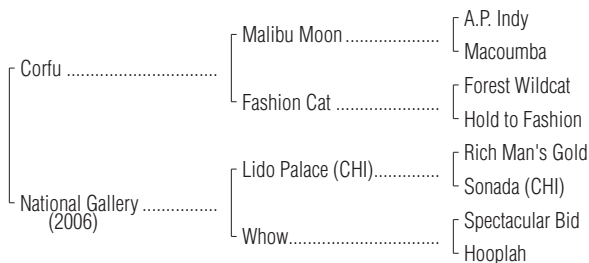 A.P. Indy
Malibu Moon ....................
Macoumba
Corfu ................................
Forest Wildcat
Fashion Cat ......................
Hold to Fashion
Rich Man's Gold
Lido Palace (CHI)..............
Sonada (CHI)
National Gallery ................
(2006)
Spectacular Bid
Whow................................
Hooplah